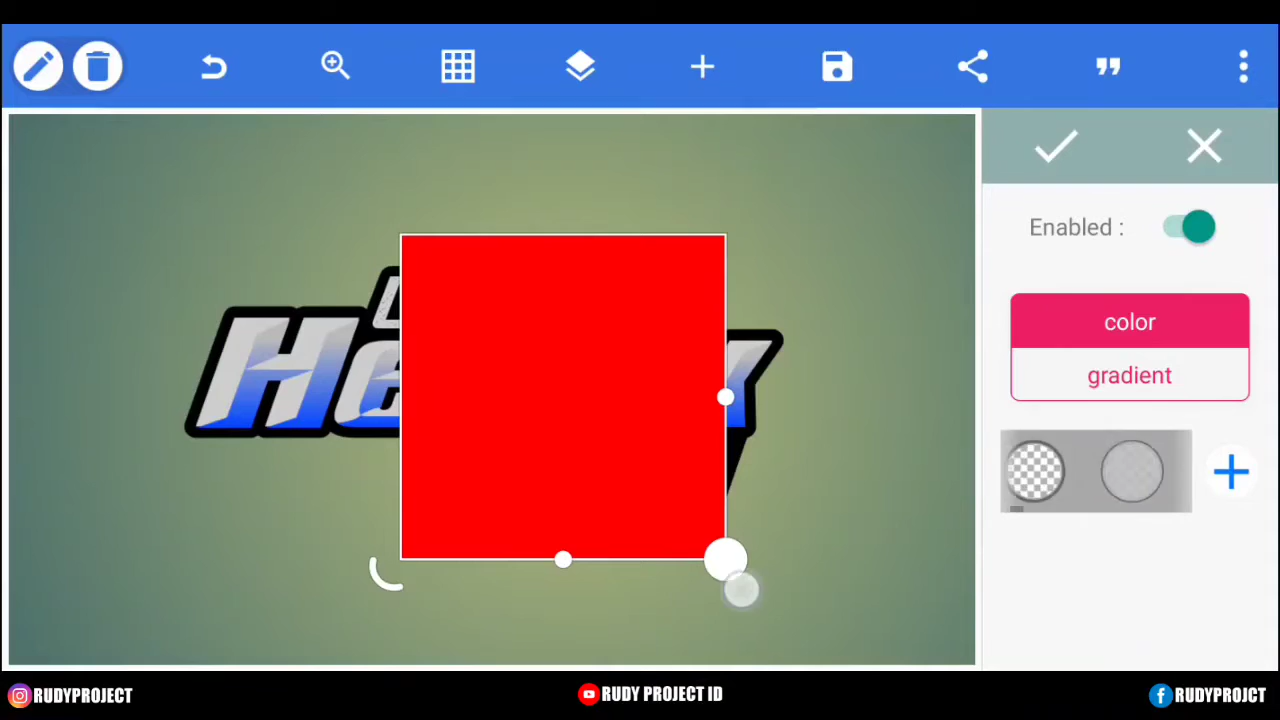 Enabled :
color
gradient
RUDYPROJECT
RUDY PROJECT ID
RUDYPROJCT